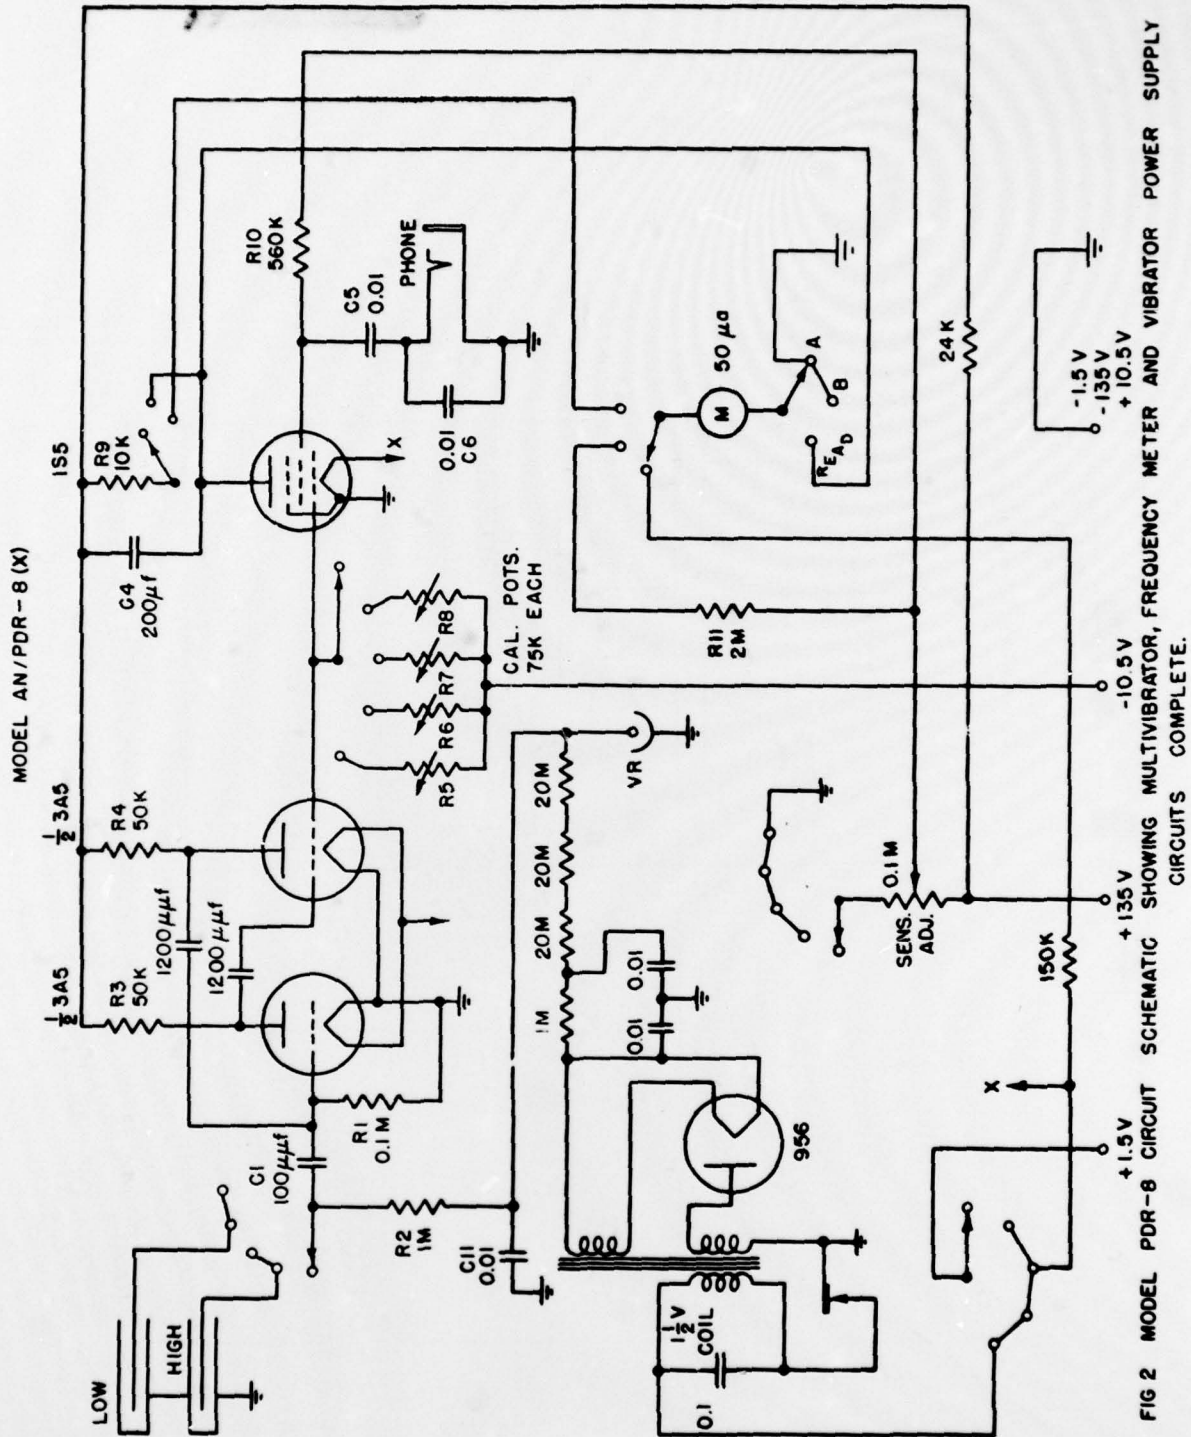 MODEL AN/PDR-8 (X)
LOW
HIGH
C1
100μμf
R1
0.1 M
R2
1M
C11
0.01
½ 3A5
R3
50K
1200μμf
1200μμf
½ 3A5
R4
50K
C4
200μf
R9
10K
1S5
X
R10
560K
C5
0.01
0.01
C6
PHONE
R5
R6
R7
R8
CAL. POTS.
75K EACH
1M
20M
20M
20M
0.01
0.01
VR
956
1½ V
COIL
0.1
R11
2M
M
50 μa
A
B
READ
SENS.
ADJ.
0.1 M
24 K
150K
X
+1.5 V
+135 V
-10.5 V
-1.5 V
-135 V
+10.5 V
FIG 2 MODEL PDR-8 CIRCUIT SCHEMATIC SHOWING MULTIVIBRATOR, FREQUENCY METER AND VIBRATOR POWER SUPPLY
CIRCUITS COMPLETE.